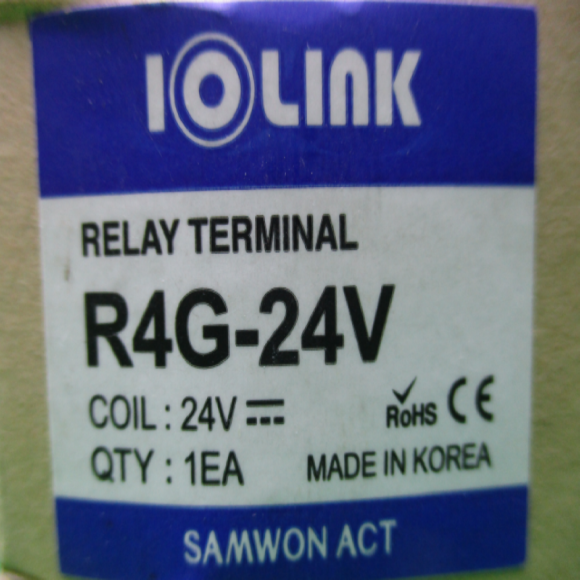 IOLINK
RELAY TERMINAL
R4G-24V
COIL : 24V ⎓
RoHS CE
QTY : 1EA
MADE IN KOREA
SAMWON ACT